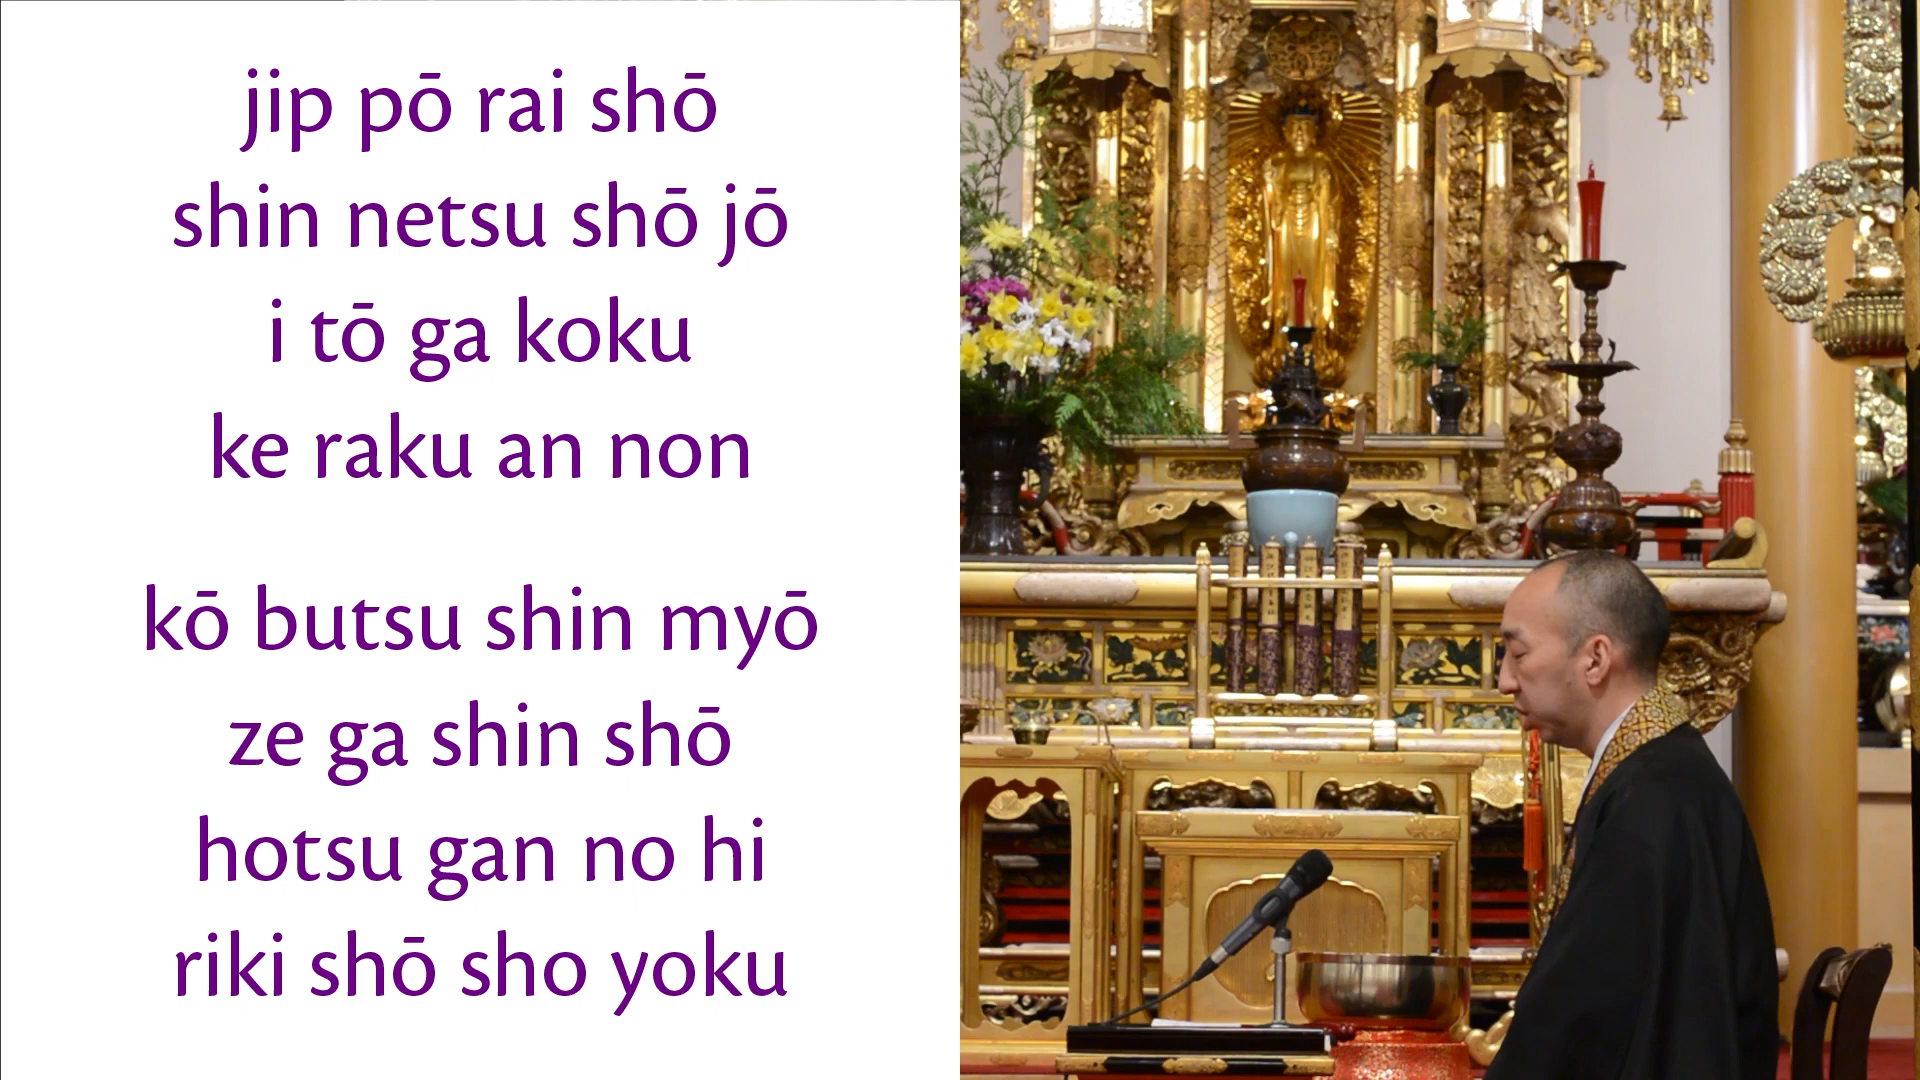 jip pō rai shō
shin netsu shō jō
i tō ga koku
ke raku an non
kō butsu shin myō
ze ga shin shō
hotsu gan no hi
riki shō sho yoku